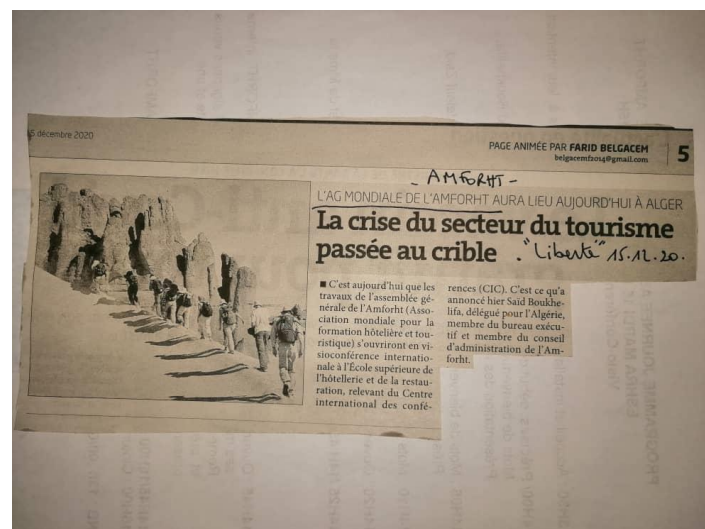 5 décembre 2020
PAGE ANIMÉE PAR FARID BELGACEM
belgacemf2014@gmail.com
5
- AMFORHT -
L'AG MONDIALE DE L'AMFORHT AURA LIEU AUJOURD'HUI À ALGER
La crise du secteur du tourisme
passée au crible
. "Liberté" 15.12.20.
■ C'est aujourd'hui que les
travaux de l'assemblée gé-
nérale de l'Amforht (Asso-
ciation mondiale pour la
formation hôtelière et tou-
ristique) s'ouvriront en vi-
sioconférence internatio-
nale à l'École supérieure de
l'hôtellerie et de la restau-
ration, relevant du Centre
international des confé-
rences (CIC). C'est ce qu'a
annoncé hier Saïd Boukhe-
lifa, délégué pour l'Algérie,
membre du bureau exécu-
tif et membre du conseil
d'administration de l'Am-
forht.